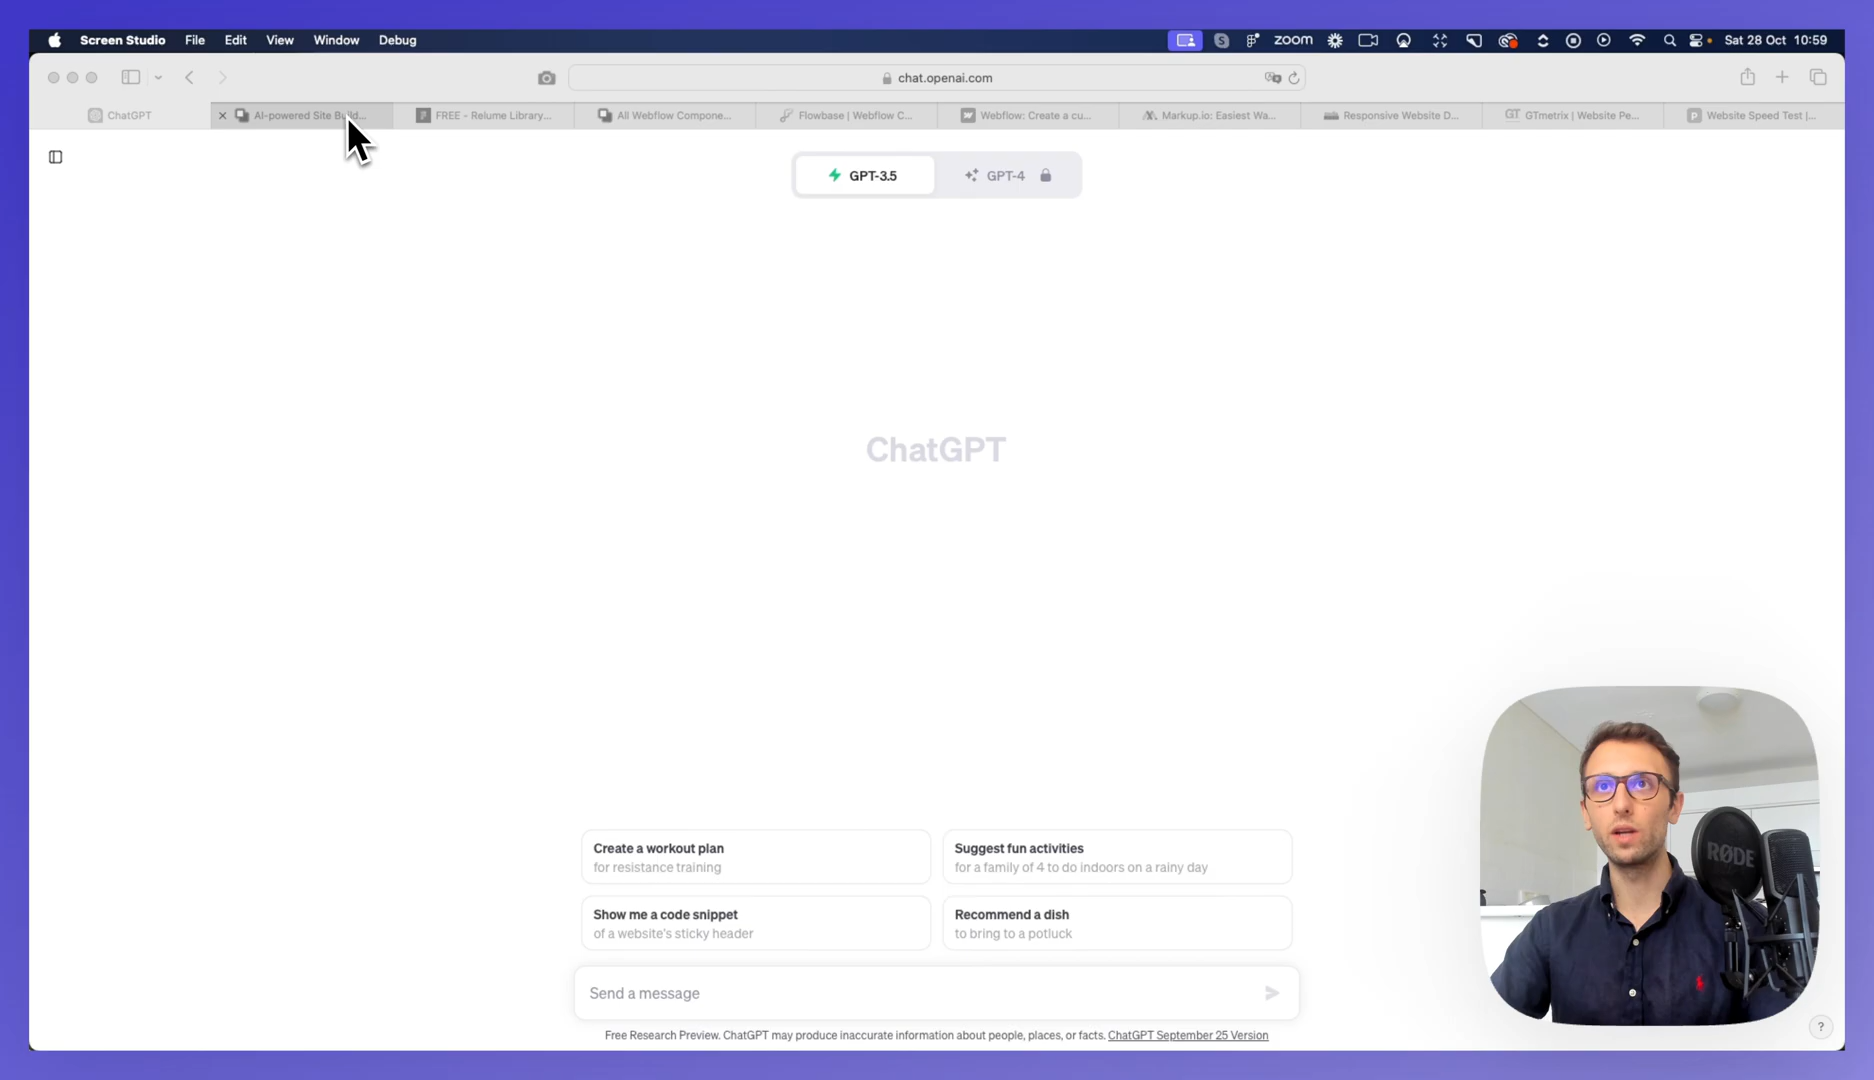 Screen Studio File Edit View Window Debug zoom Sat 28 Oct 10:59
chat.openai.com
ChatGPT
AI-powered Site Build...
FREE - Relume Library...
All Webflow Compone...
Flowbase | Webflow C...
Webflow: Create a cu...
Markup.io: Easiest Wa...
Responsive Website D...
GT GTmetrix | Website Pe...
Website Speed Test |...
GPT-3.5
GPT-4
ChatGPT
Create a workout plan
for resistance training
Suggest fun activities
for a family of 4 to do indoors on a rainy day
Show me a code snippet
of a website's sticky header
Recommend a dish
to bring to a potluck
Send a message
Free Research Preview. ChatGPT may produce inaccurate information about people, places, or facts. ChatGPT September 25 Version
RØDE
?